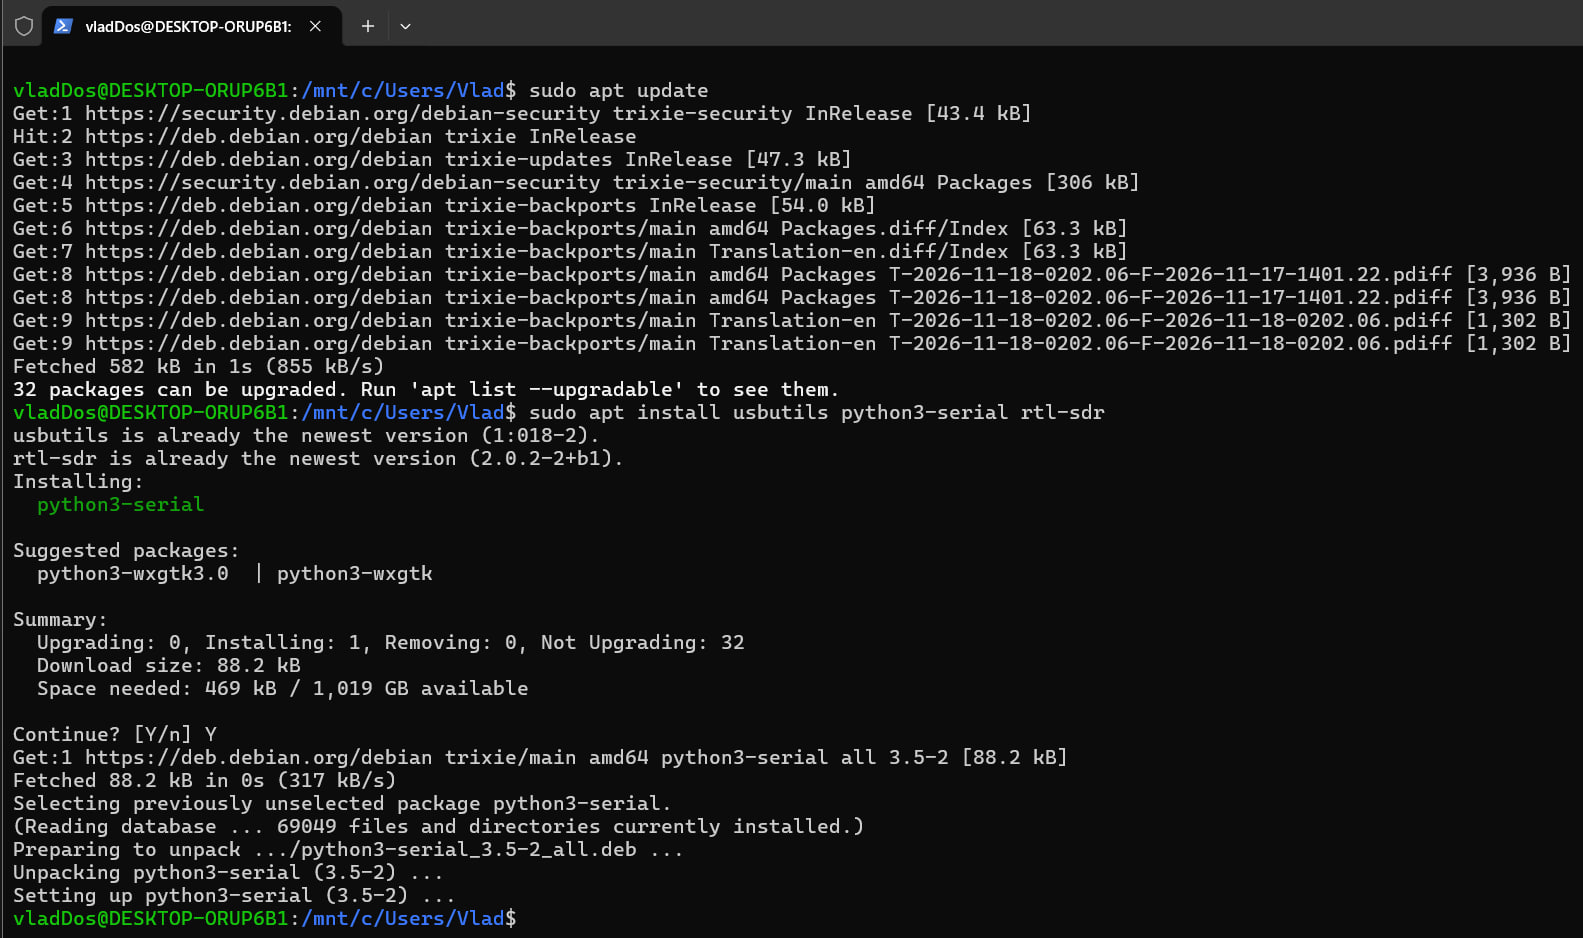 vladDos@DESKTOP-ORUP6B1:
vladDos@DESKTOP-ORUP6B1:/mnt/c/Users/Vlad$ sudo apt update
Get:1 https://security.debian.org/debian-security trixie-security InRelease [43.4 kB]
Hit:2 https://deb.debian.org/debian trixie InRelease
Get:3 https://deb.debian.org/debian trixie-updates InRelease [47.3 kB]
Get:4 https://security.debian.org/debian-security trixie-security/main amd64 Packages [306 kB]
Get:5 https://deb.debian.org/debian trixie-backports InRelease [54.0 kB]
Get:6 https://deb.debian.org/debian trixie-backports/main amd64 Packages.diff/Index [63.3 kB]
Get:7 https://deb.debian.org/debian trixie-backports/main Translation-en.diff/Index [63.3 kB]
Get:8 https://deb.debian.org/debian trixie-backports/main amd64 Packages T-2026-11-18-0202.06-F-2026-11-17-1401.22.pdiff [3,936 B]
Get:8 https://deb.debian.org/debian trixie-backports/main amd64 Packages T-2026-11-18-0202.06-F-2026-11-17-1401.22.pdiff [3,936 B]
Get:9 https://deb.debian.org/debian trixie-backports/main Translation-en T-2026-11-18-0202.06-F-2026-11-18-0202.06.pdiff [1,302 B]
Get:9 https://deb.debian.org/debian trixie-backports/main Translation-en T-2026-11-18-0202.06-F-2026-11-18-0202.06.pdiff [1,302 B]
Fetched 582 kB in 1s (855 kB/s)
32 packages can be upgraded. Run 'apt list --upgradable' to see them.
vladDos@DESKTOP-ORUP6B1:/mnt/c/Users/Vlad$ sudo apt install usbutils python3-serial rtl-sdr
usbutils is already the newest version (1:018-2).
rtl-sdr is already the newest version (2.0.2-2+b1).
Installing:
  python3-serial

Suggested packages:
  python3-wxgtk3.0  | python3-wxgtk

Summary:
  Upgrading: 0, Installing: 1, Removing: 0, Not Upgrading: 32
  Download size: 88.2 kB
  Space needed: 469 kB / 1,019 GB available

Continue? [Y/n] Y
Get:1 https://deb.debian.org/debian trixie/main amd64 python3-serial all 3.5-2 [88.2 kB]
Fetched 88.2 kB in 0s (317 kB/s)
Selecting previously unselected package python3-serial.
(Reading database ... 69049 files and directories currently installed.)
Preparing to unpack .../python3-serial_3.5-2_all.deb ...
Unpacking python3-serial (3.5-2) ...
Setting up python3-serial (3.5-2) ...
vladDos@DESKTOP-ORUP6B1:/mnt/c/Users/Vlad$